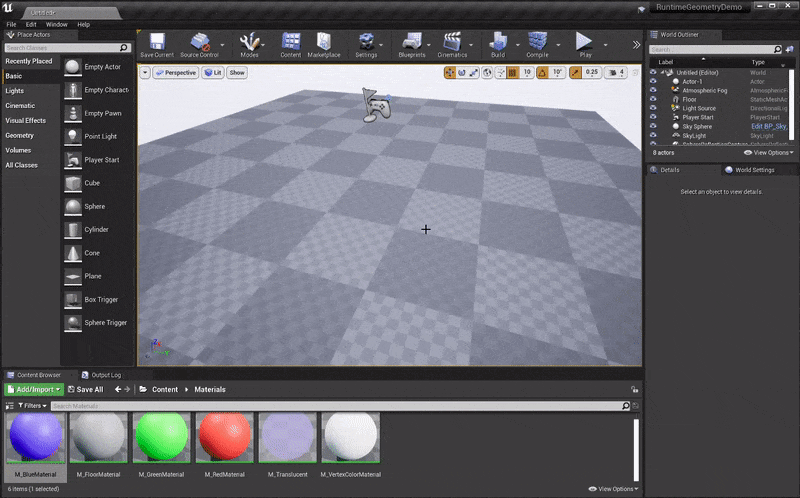 Untitled
RuntimeGeometryDemo
File Edit Window Help
Place Actors
Search Classes
Recently Placed
Basic
Lights
Cinematic
Visual Effects
Geometry
Volumes
All Classes
Empty Actor
Empty Charact
Empty Pawn
Point Light
Player Start
Cube
Sphere
Cylinder
Cone
Plane
Box Trigger
Sphere Trigger
Save Current
Source Control
Modes
Content
Marketplace
Settings
Blueprints
Cinematics
Build
Compile
Play
Perspective
Lit
Show
10
10°
0.25
4
World Outliner
Search...
Label Type
Untitled (Editor) World
Actor-1 Actor
Atmospheric Fog AtmosphericF
Floor StaticMeshAc
Light Source DirectionalLig
Player Start PlayerStart
Sky Sphere Edit BP_Sky_
SkyLight SkyLight
8 actors
View Options
Details
World Settings
Select an object to view details.
Content Browser
Output Log
Add/Import
Save All
Content
Materials
Filters
Search Materials
M_BlueMaterial
M_FloorMaterial
M_GreenMaterial
M_RedMaterial
M_Translucent
M_VertexColorMaterial
6 items (1 selected)
View Options